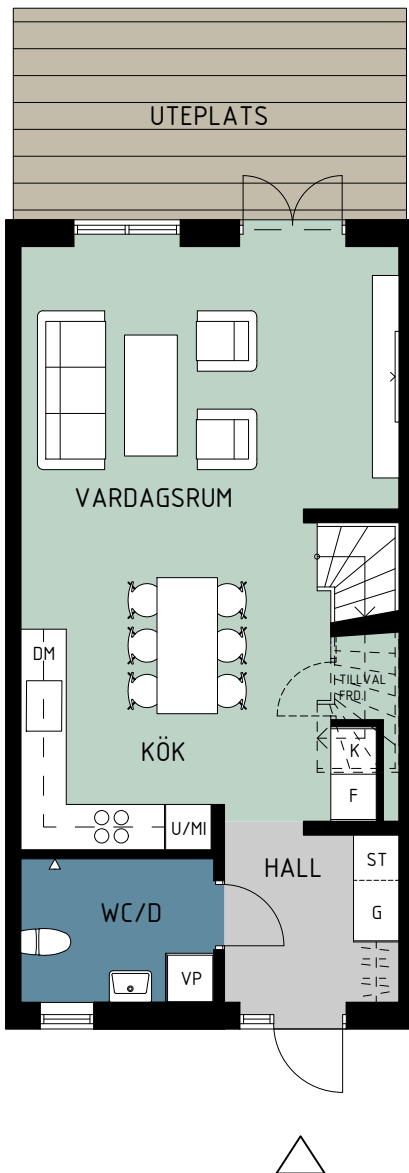 UTEPLATS
VARDAGSRUM
DM
TILLVAL
FRD.
KÖK
K
F
U/MI
HALL
ST
WC/D
G
VP